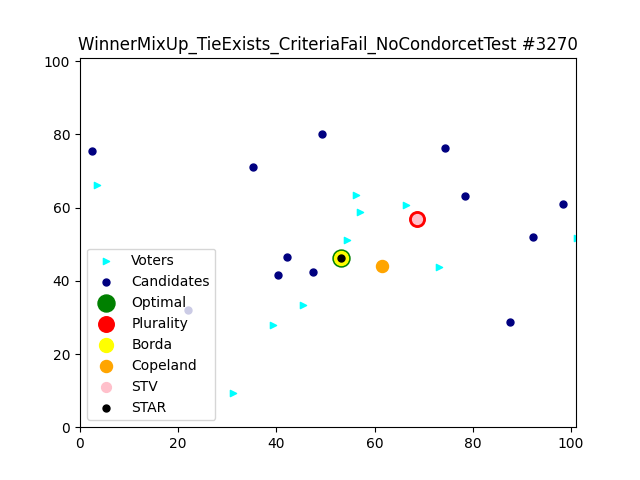 WinnerMixUp_TieExists_CriteriaFail_NoCondorcetTest #3270
100
80
60
40
20
0
Voters
Candidates
Optimal
Plurality
Borda
Copeland
STV
STAR
0 20 40 60 80 100